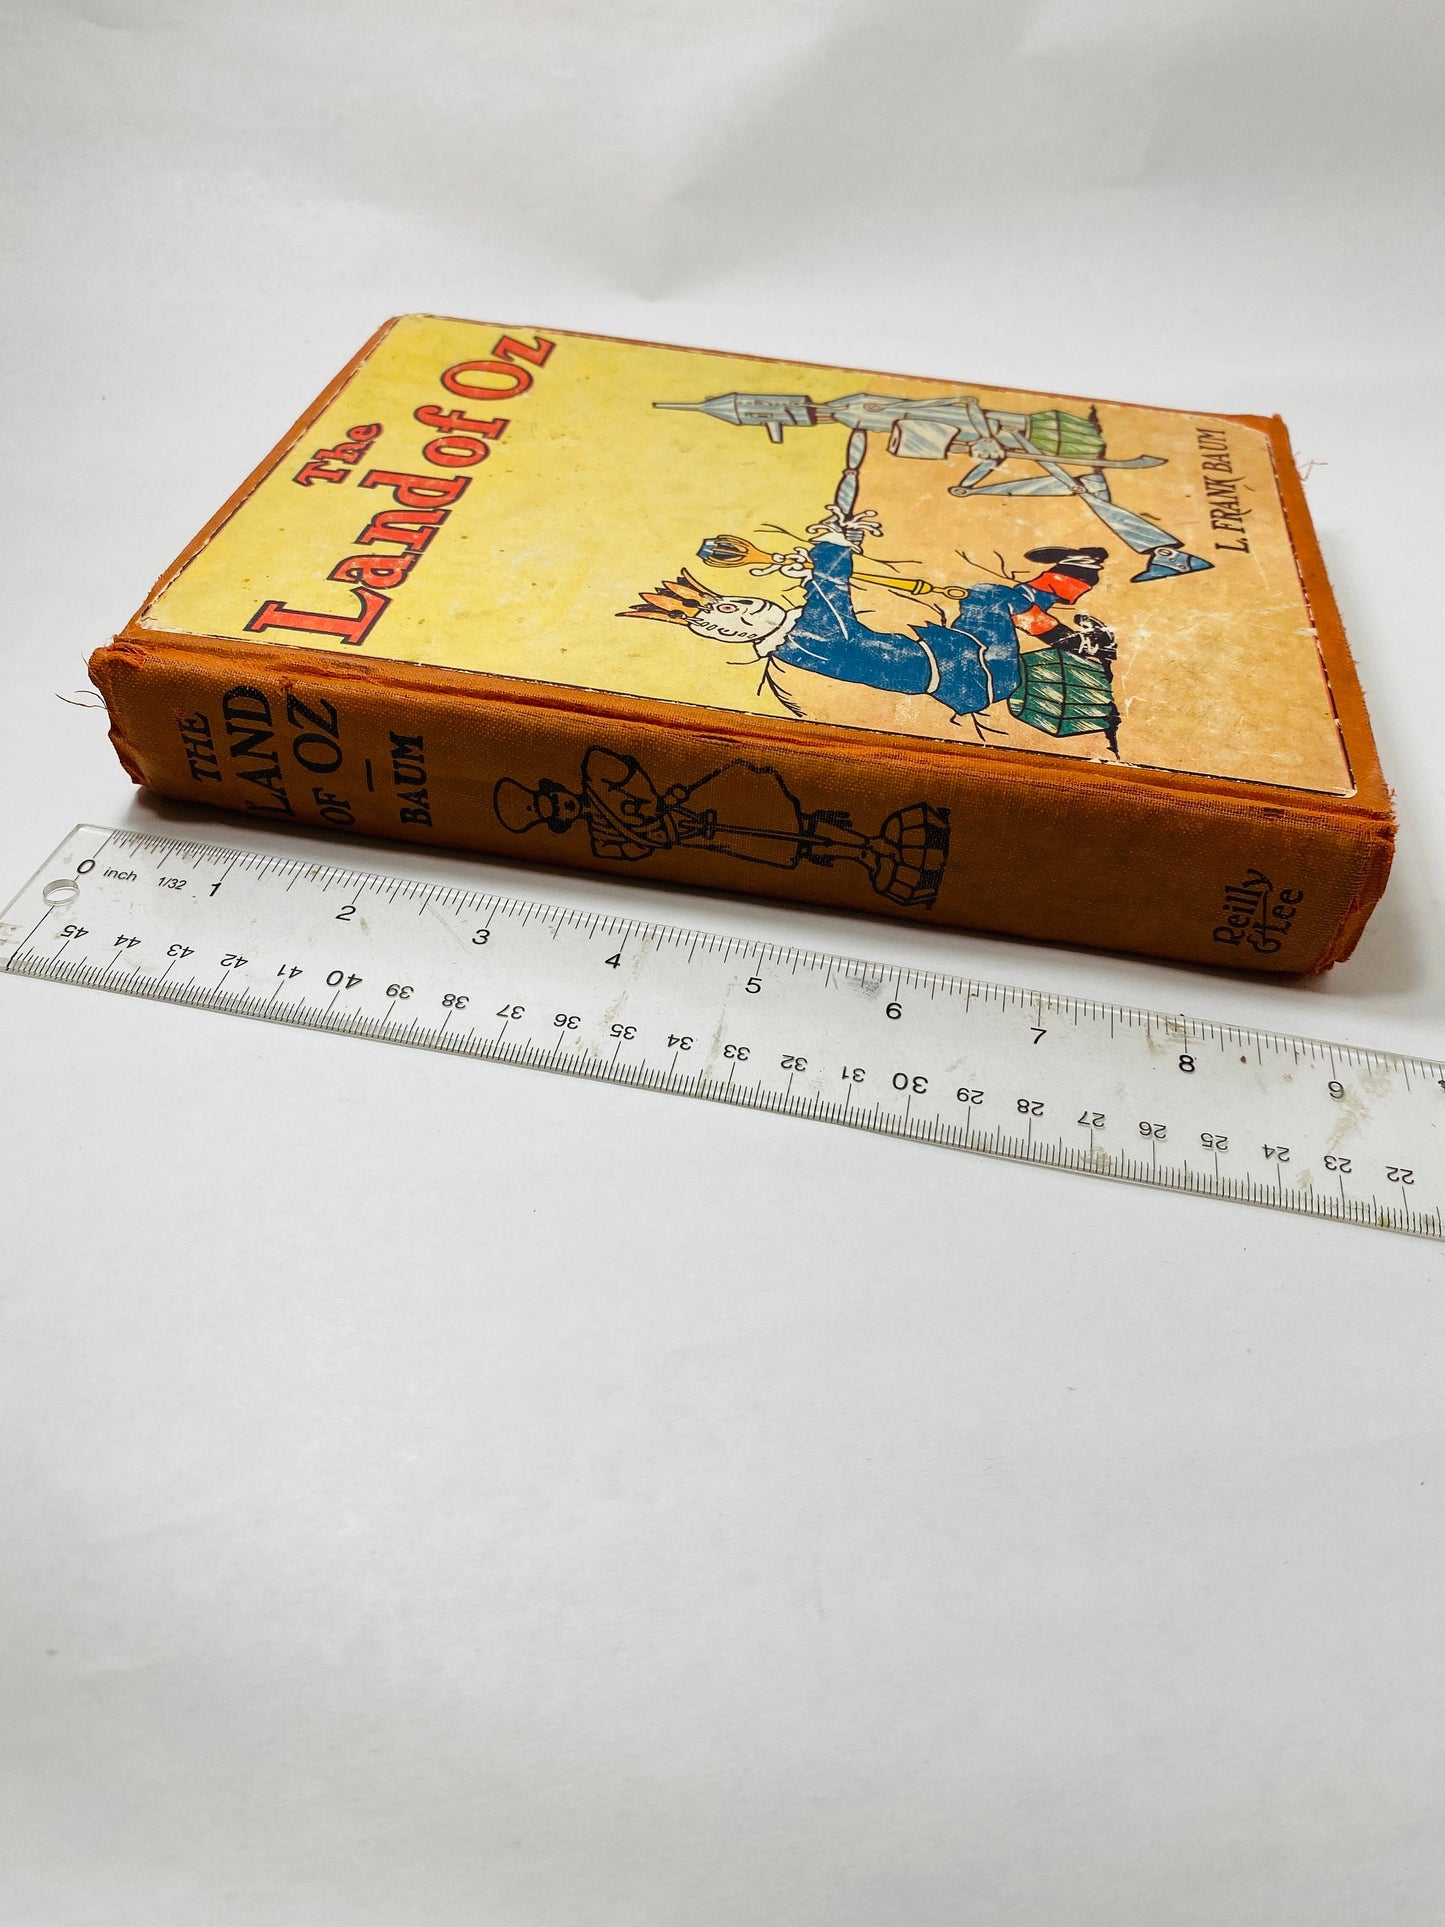 The
Land of Oz
L. FRANK BAUM
THE
LAND
OF OZ
—
BAUM
Reilly
& Lee
0 inch 1/32 1 2 3 4 5 6 7 8 9
45 44 43 42 41 40 39 38 37 36 35 34 33 32 31 30 29 28 27 26 25 24 23 22